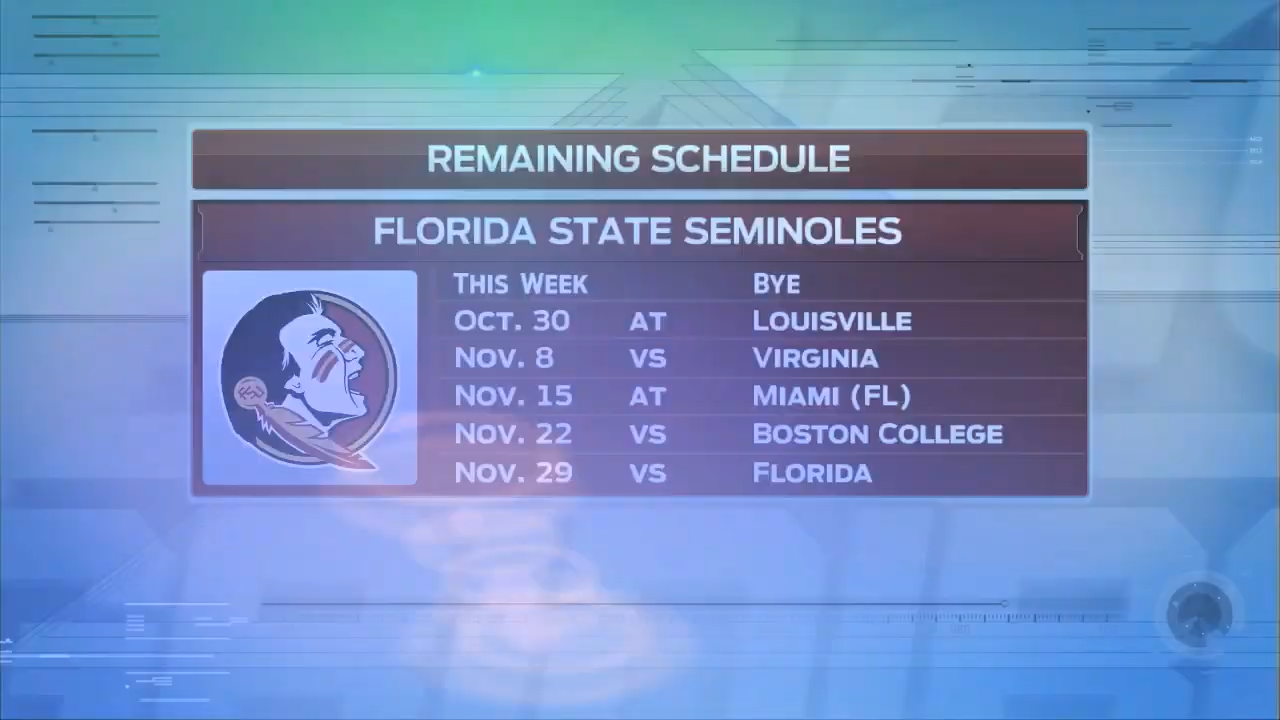 REMAINING SCHEDULE
FLORIDA STATE SEMINOLES
THIS WEEK BYE
OCT. 30 AT LOUISVILLE
NOV. 8 VS VIRGINIA
NOV. 15 AT MIAMI (FL)
NOV. 22 VS BOSTON COLLEGE
NOV. 29 VS FLORIDA